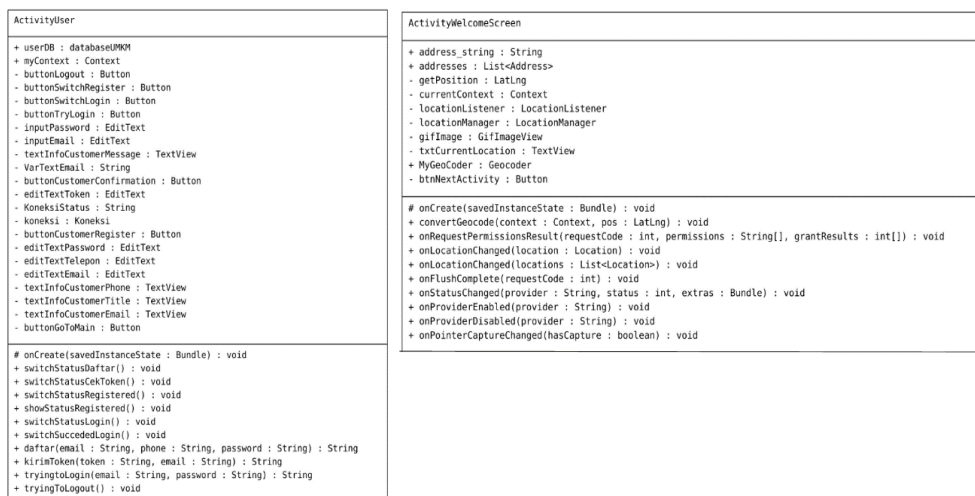 ActivityUser
+ userDB : databaseUMKM
+ myContext : Context
- buttonLogout : Button
- buttonSwitchRegister : Button
- buttonSwitchLogin : Button
- buttonTryLogin : Button
- inputPassword : EditText
- inputEmail : EditText
- textInfoCustomerMessage : TextView
- VarTextEmail : String
- buttonCustomerConfirmation : Button
- editTextToken : EditText
- KoneksiStatus : String
- koneksi : Koneksi
- buttonCustomerRegister : Button
- editTextPassword : EditText
- editTextTelepon : EditText
- editTextEmail : EditText
- textInfoCustomerPhone : TextView
- textInfoCustomerTitle : TextView
- textInfoCustomerEmail : TextView
- buttonGoToMain : Button
# onCreate(savedInstanceState : Bundle) : void
+ switchStatusDaftar() : void
+ switchStatusCekToken() : void
+ switchStatusRegistered() : void
+ showStatusRegistered() : void
+ switchStatusLogin() : void
+ switchSuccededLogin() : void
+ daftar(email : String, phone : String, password : String) : String
+ kirimToken(token : String, email : String) : String
+ tryingtoLogin(email : String, password : String) : String
+ tryingToLogout() : void
ActivityWelcomeScreen
+ address_string : String
+ addresses : List<Address>
- getPosition : LatLng
- currentContext : Context
- locationListener : LocationListener
- locationManager : LocationManager
- gifImage : GifImageView
- txtCurrentLocation : TextView
+ MyGeoCoder : Geocoder
- btnNextActivity : Button
# onCreate(savedInstanceState : Bundle) : void
+ convertGeocode(context : Context, pos : LatLng) : void
+ onRequestPermissionsResult(requestCode : int, permissions : String[], grantResults : int[]) : void
+ onLocationChanged(location : Location) : void
+ onLocationChanged(locations : List<Location>) : void
+ onFlushComplete(requestCode : int) : void
+ onStatusChanged(provider : String, status : int, extras : Bundle) : void
+ onProviderEnabled(provider : String) : void
+ onProviderDisabled(provider : String) : void
+ onPointerCaptureChanged(hasCapture : boolean) : void